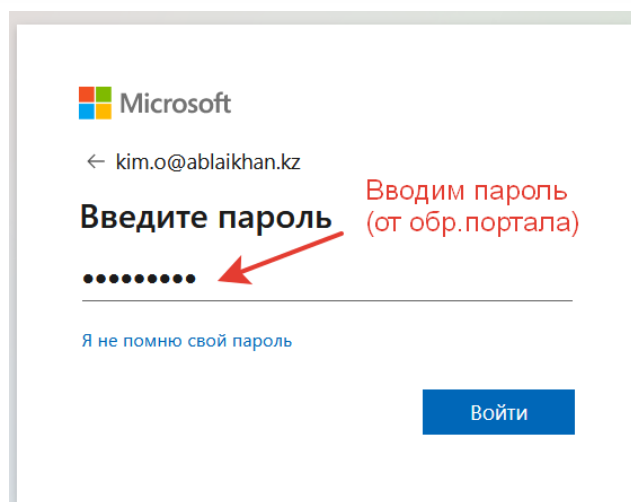 Microsoft
← kim.o@ablaikhan.kz
Вводим пароль
(от обр.портала)
Введите пароль
•••••••••
Я не помню свой пароль
Войти